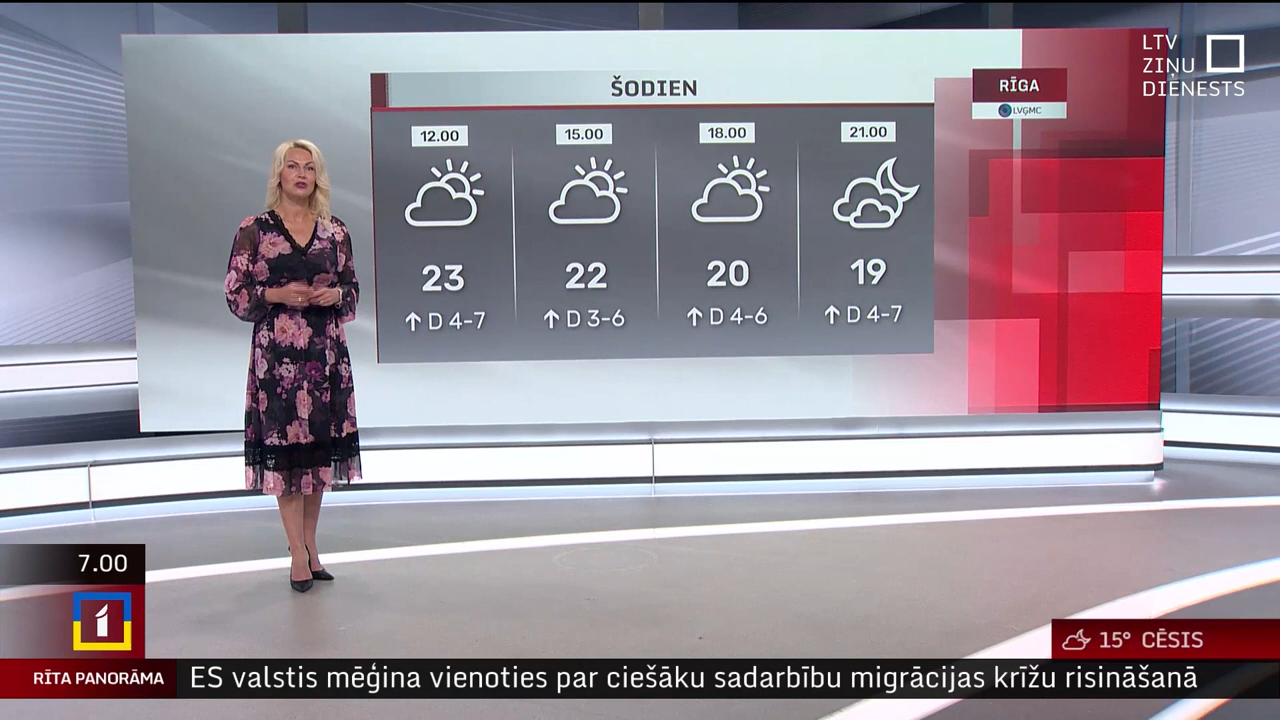 LTV
ZIŅU
DIENESTS
ŠODIEN
RĪGA
LVĢMC
12.00 15.00 18.00 21.00
23 22 20 19
↑ D 4-7 ↑ D 3-6 ↑ D 4-6 ↑ D 4-7
7.00
1
15° CĒSIS
RĪTA PANORĀMA
ES valstis mēģina vienoties par ciešāku sadarbību migrācijas krīžu risināšanā